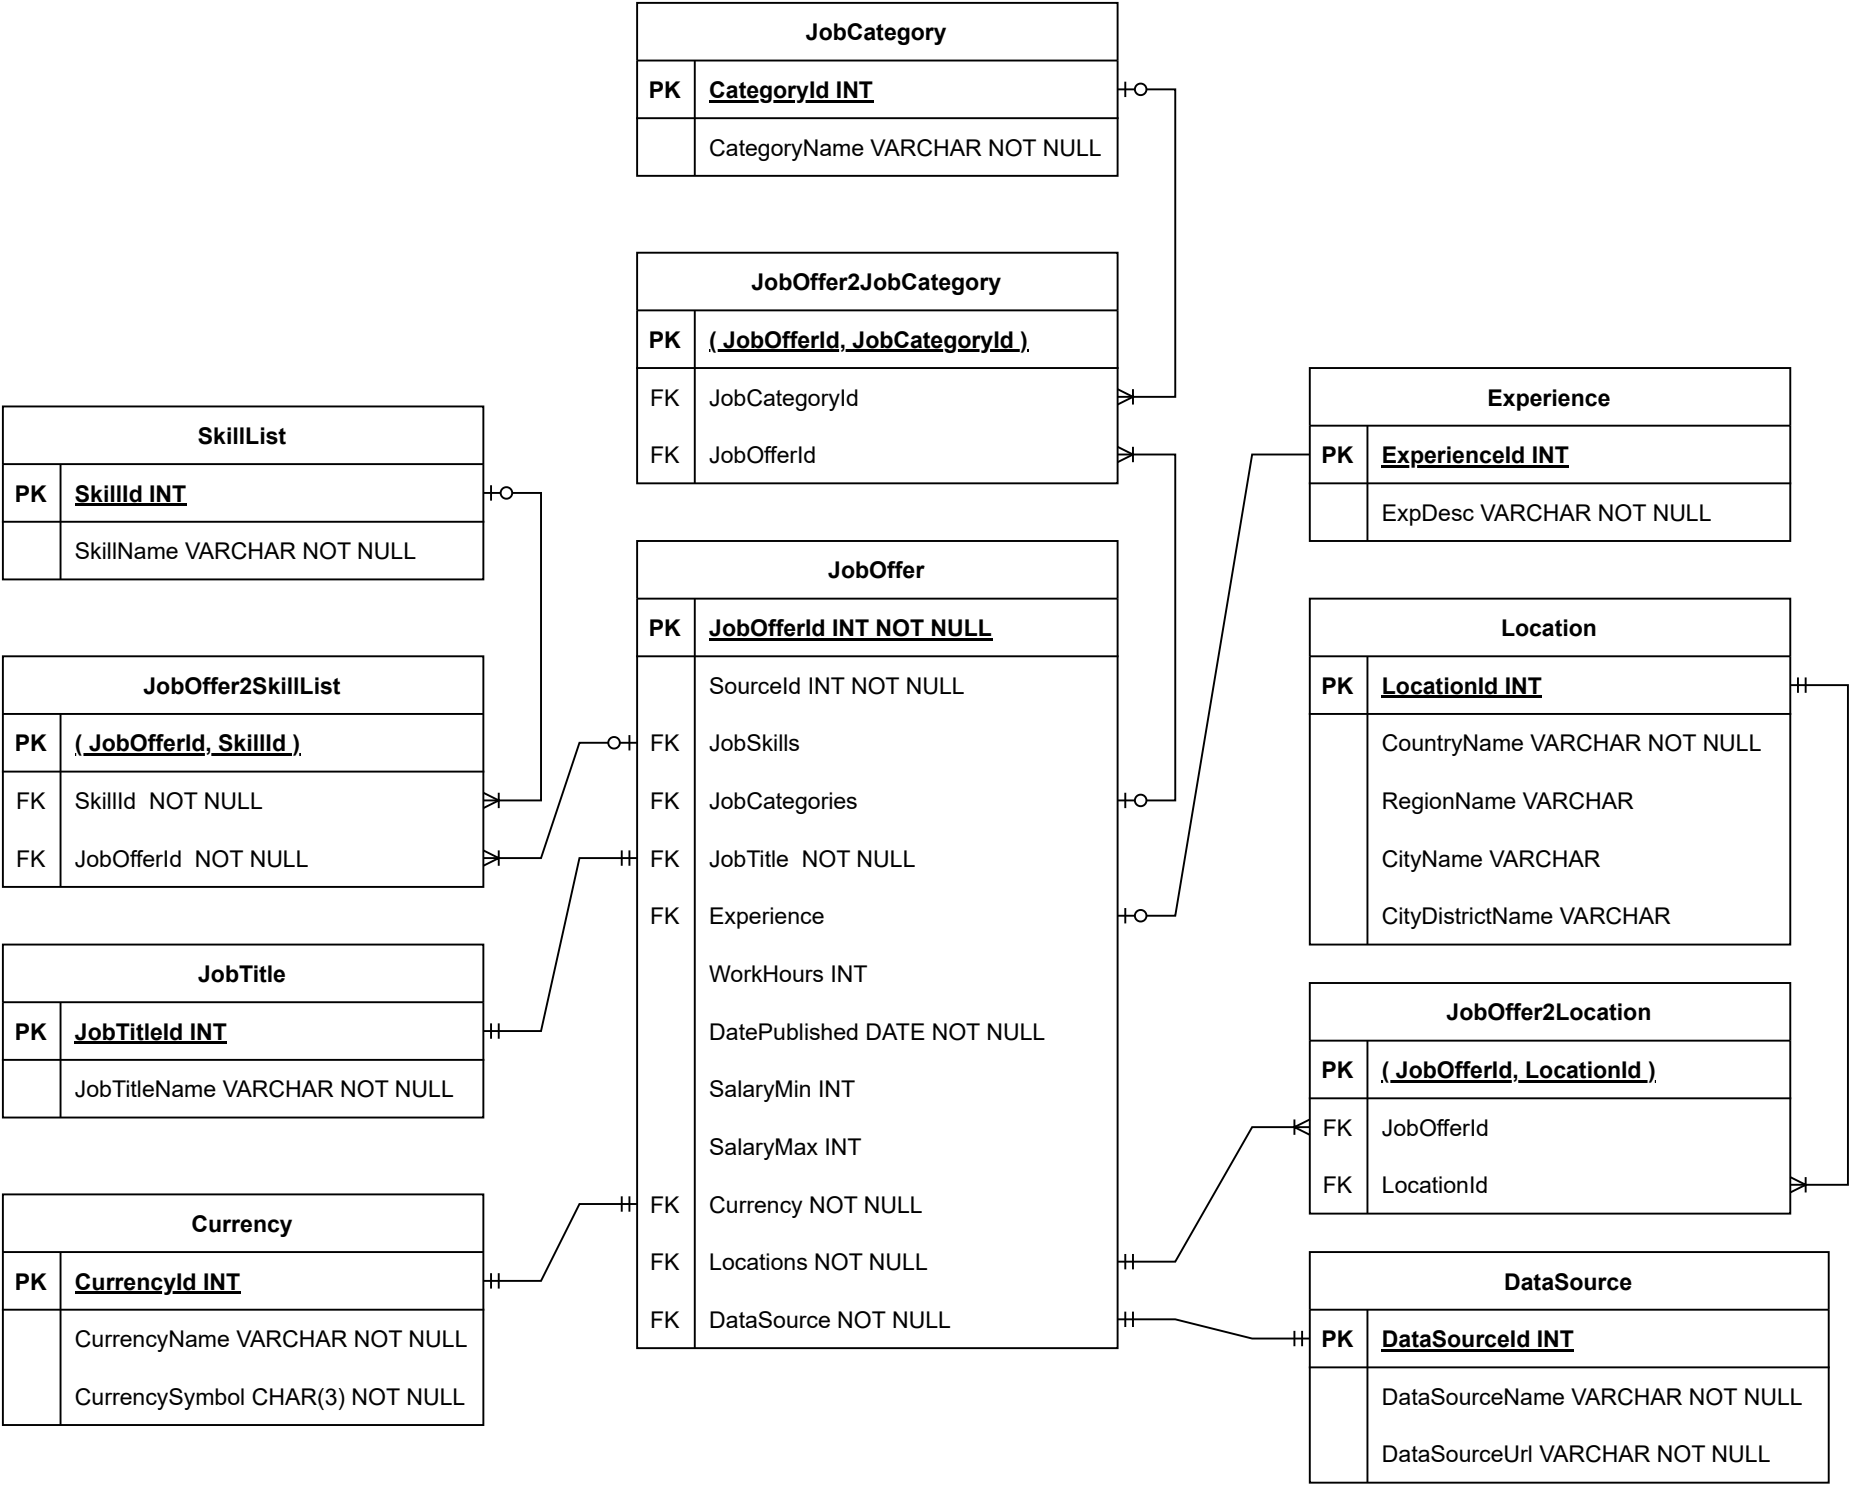 JobCategory
PK CategoryId INT
CategoryName VARCHAR NOT NULL
JobOffer2JobCategory
PK ( JobOfferId, JobCategoryId )
FK JobCategoryId
FK JobOfferId
SkillList
PK SkillId INT
SkillName VARCHAR NOT NULL
JobOffer2SkillList
PK ( JobOfferId, SkillId )
FK SkillId  NOT NULL
FK JobOfferId  NOT NULL
JobTitle
PK JobTitleId INT
JobTitleName VARCHAR NOT NULL
Currency
PK CurrencyId INT
CurrencyName VARCHAR NOT NULL
CurrencySymbol CHAR(3) NOT NULL
JobOffer
PK JobOfferId INT NOT NULL
SourceId INT NOT NULL
FK JobSkills
FK JobCategories
FK JobTitle  NOT NULL
FK Experience
WorkHours INT
DatePublished DATE NOT NULL
SalaryMin INT
SalaryMax INT
FK Currency NOT NULL
FK Locations NOT NULL
FK DataSource NOT NULL
Experience
PK ExperienceId INT
ExpDesc VARCHAR NOT NULL
Location
PK LocationId INT
CountryName VARCHAR NOT NULL
RegionName VARCHAR
CityName VARCHAR
CityDistrictName VARCHAR
JobOffer2Location
PK ( JobOfferId, LocationId )
FK JobOfferId
FK LocationId
DataSource
PK DataSourceId INT
DataSourceName VARCHAR NOT NULL
DataSourceUrl VARCHAR NOT NULL